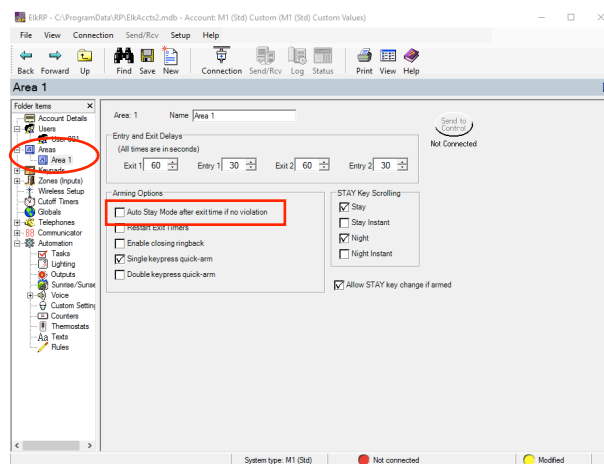 ElkRP - C:\ProgramData\RP\ElkAccts2.mdb - Account: M1 (Std) Custom (M1 (Std) Custom Values)
File View Connection Send/Rcv Setup Help
Back Forward Up Find Save New Connection Send/Rcv Log Status Print View Help
Area 1
Folder Items X
Account Details
Users
User 001
Areas
Area 1
Keypads
Zones (Inputs)
Wireless Setup
Cutoff Timers
Globals
Telephones
Communicator
Automation
Tasks
Lighting
Outputs
Sunrise/Sunse
Voice
Custom Setting
Counters
Thermostats
Texts
Rules
Area: 1 Name Area 1
Send to Control
Not Connected
Entry and Exit Delays
(All times are in seconds)
Exit 1 60 Entry 1 30 Exit 2 60 Entry 2 30
Arming Options
Auto Stay Mode after exit time if no violation
Restart Exit Timers
Enable closing ringback
Single keypress quick-arm
Double keypress quick-arm
STAY Key Scrolling
Stay
Stay Instant
Night
Night Instant
Allow STAY key change if armed
System type: M1 (Std) Not connected Modified